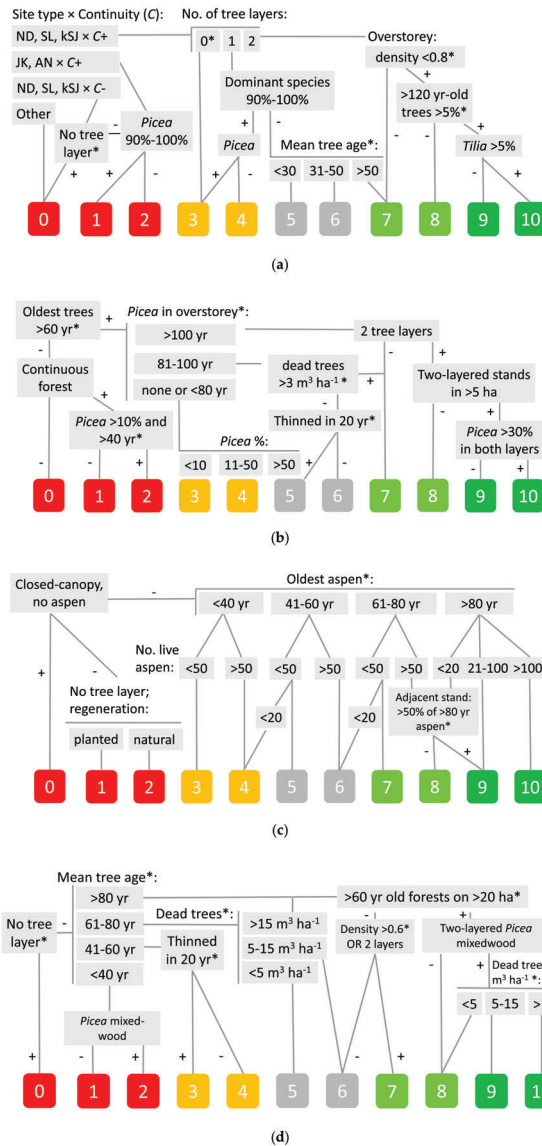 Site type × Continuity (C):
No. of tree layers:
ND, SL, kSJ × C+
0* 1 2
Overstorey:
JK, AN × C+
density <0.8*
ND, SL, kSJ × C-
Dominant species
90%-100%
- +
>120 yr-old
trees >5%*
Other
No tree
layer*
-
Picea
90%-100%
+ -
Mean tree age*:
- +
Picea
Tilia >5%
<30 31-50 >50
+ + - + - - +
0 1 2 3 4 5 6 7 8 9 10
(a)
Oldest trees
>60 yr*
+
Picea in overstorey*:
>100 yr
2 tree layers
81-100 yr
- +
Continuous
forest
dead trees
>3 m³ ha⁻¹ *
+
Two-layered stands
in >5 ha
none or <80 yr
+
Picea >10% and
>40 yr*
-
Thinned in 20 yr*
- +
Picea %:
Picea >30%
in both layers
<10 11-50 >50
- - + + - - +
0 1 2 3 4 5 6 7 8 9 10
(b)
Closed-canopy,
no aspen
-
Oldest aspen*:
<40 yr 41-60 yr 61-80 yr >80 yr
No. live
aspen:
<50 >50 <50 >50 <50 >50 <20 21-100 >100
+ -
No tree layer;
regeneration:
<20 <20
Adjacent stand:
>50% of >80 yr
aspen*
planted natural
- +
0 1 2 3 4 5 6 7 8 9 10
(c)
Mean tree age*:
>80 yr
>60 yr old forests on >20 ha*
No tree
layer*
-
61-80 yr
Dead trees*:
>15 m³ ha⁻¹
- +
41-60 yr
Thinned
in 20 yr*
5-15 m³ ha⁻¹
Density >0.6*
OR 2 layers
Two-layered Picea
mixedwood
<40 yr
<5 m³ ha⁻¹
+
Dead tree
m³ ha⁻¹ *:
Picea mixed-
wood
<5 5-15 >
+ - + + - - + -
0 1 2 3 4 5 6 7 8 9 1
(d)